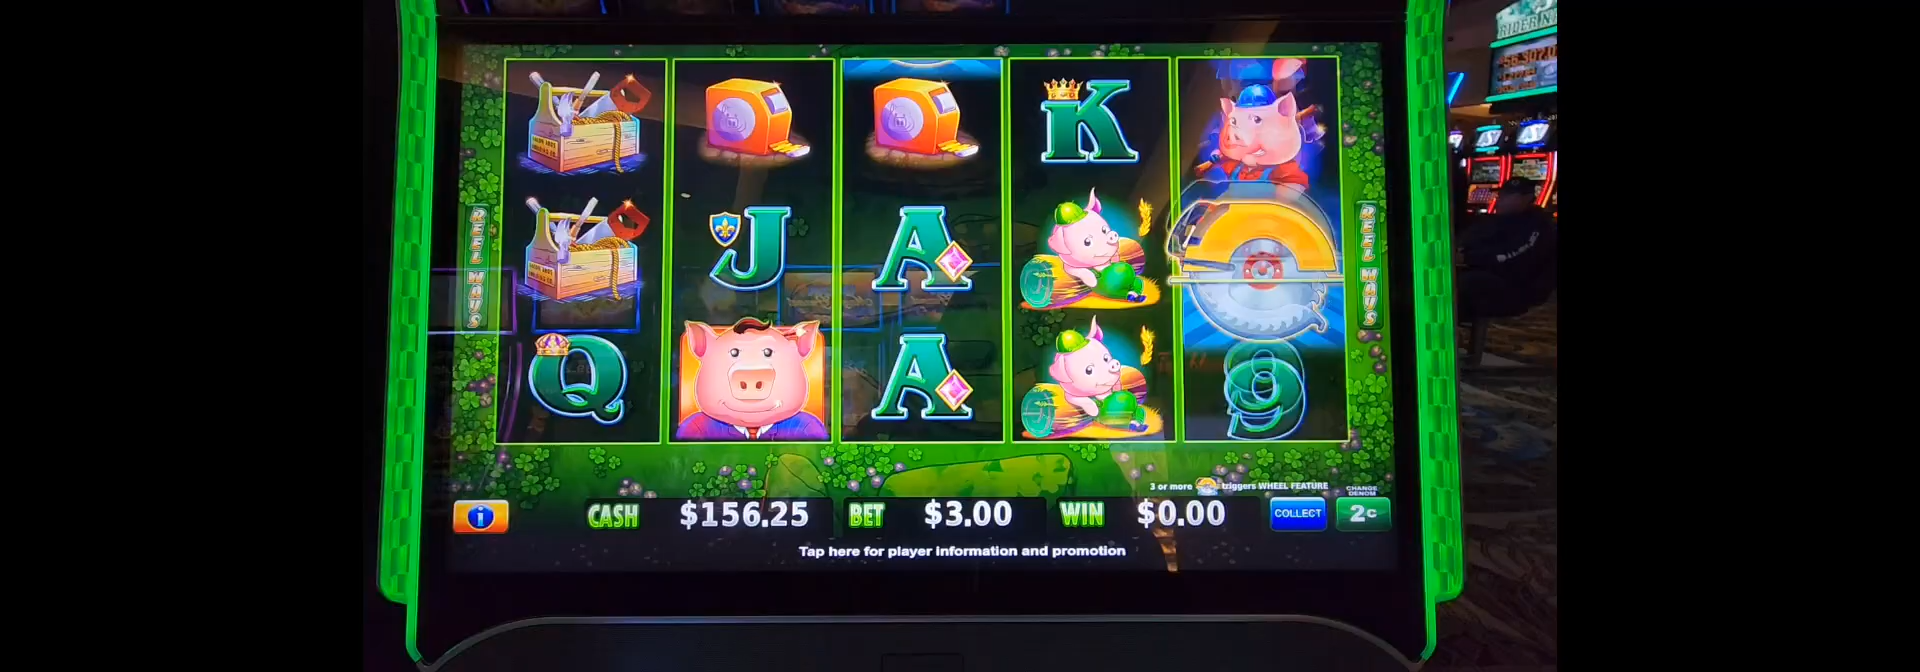 K
J
A
Q
A
9
REEL WAYS
REEL WAYS
3 or more triggers WHEEL FEATURE
CHANGE DENOM
CASH $156.25 BET $3.00 WIN $0.00 COLLECT 2¢
Tap here for player information and promotion